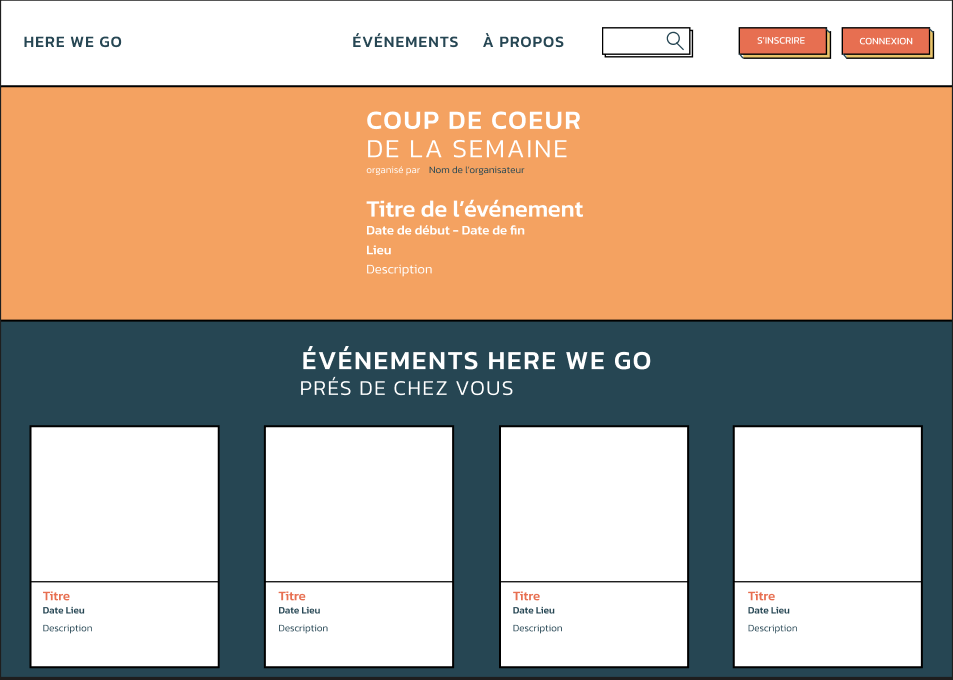 HERE WE GO
ÉVÉNEMENTS À PROPOS
S'INSCRIRE
CONNEXION
COUP DE COEUR
DE LA SEMAINE
organisé par Nom de l'organisateur
Titre de l'événement
Date de début - Date de fin
Lieu
Description
ÉVÉNEMENTS HERE WE GO
PRÉS DE CHEZ VOUS
Titre
Date Lieu
Description
Titre
Date Lieu
Description
Titre
Date Lieu
Description
Titre
Date Lieu
Description